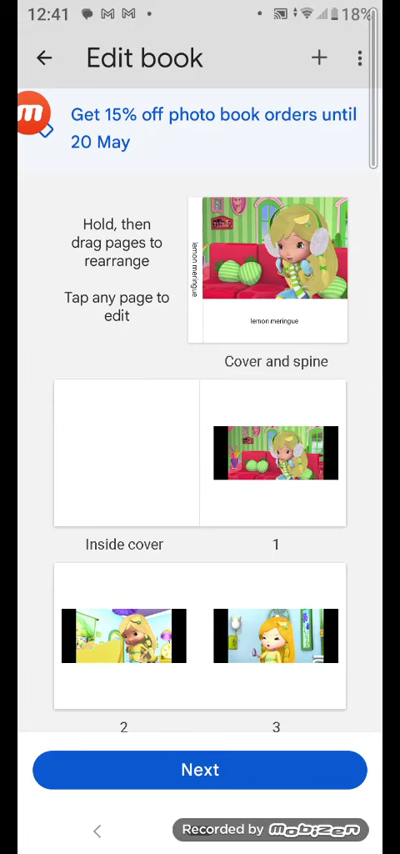 12:41
18%
Edit book
Get 15% off photo book orders until
20 May
Hold, then
drag pages to
rearrange
Tap any page to
edit
lemon meringue
lemon meringue
Cover and spine
Inside cover
1
2
3
Next
Recorded by mobizen